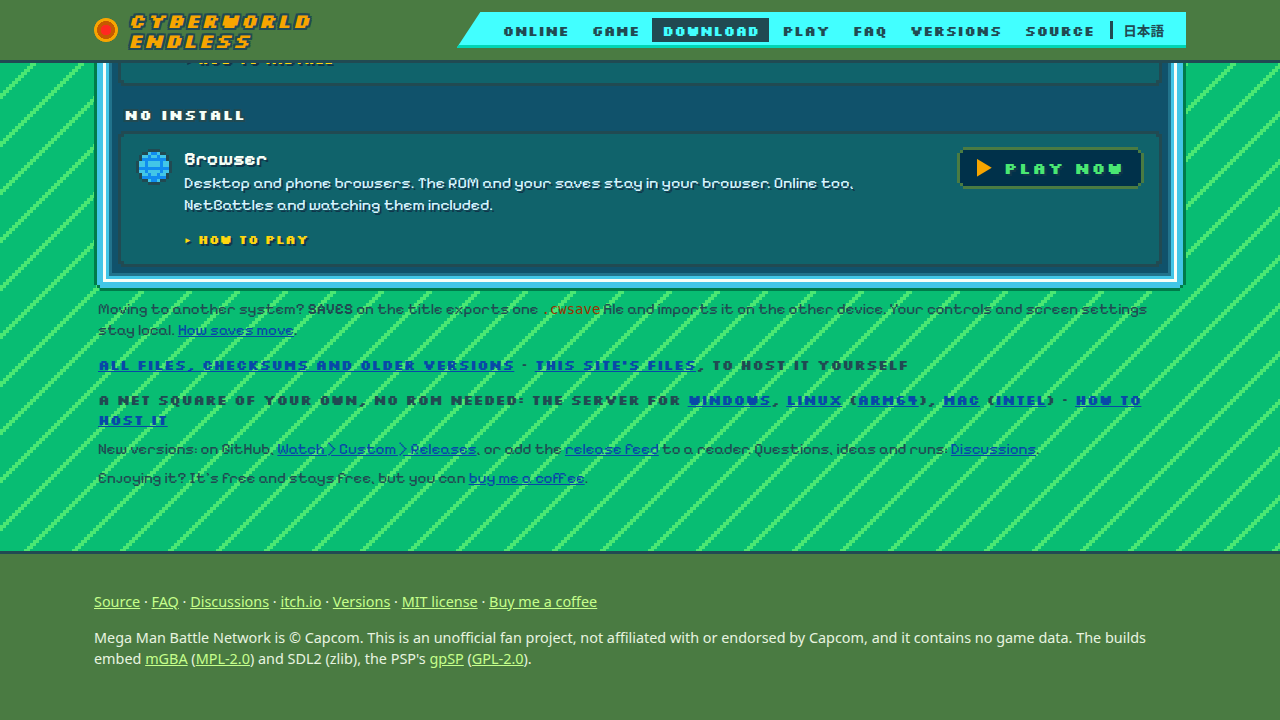 CYBERWORLD
ENDLESS
ONLINE GAME DOWNLOAD PLAY FAQ VERSIONS SOURCE 日本語
NO INSTALL
Browser
Desktop and phone browsers. The ROM and your saves stay in your browser. Online too,
NetBattles and watching them included.
▸ HOW TO PLAY
PLAY NOW
Moving to another system? SAVES on the title exports one .cwsave file and imports it on the other device. Your controls and screen settings
stay local. How saves move.
ALL FILES, CHECKSUMS AND OLDER VERSIONS · THIS SITE'S FILES, TO HOST IT YOURSELF
A NET SQUARE OF YOUR OWN, NO ROM NEEDED: THE SERVER FOR WINDOWS, LINUX (ARM64), MAC (INTEL) · HOW TO
HOST IT
New versions: on GitHub, Watch > Custom > Releases, or add the release feed to a reader. Questions, ideas and runs: Discussions.
Enjoying it? It's free and stays free, but you can buy me a coffee.
Source · FAQ · Discussions · itch.io · Versions · MIT license · Buy me a coffee
Mega Man Battle Network is © Capcom. This is an unofficial fan project, not affiliated with or endorsed by Capcom, and it contains no game data. The builds
embed mGBA (MPL-2.0) and SDL2 (zlib), the PSP's gpSP (GPL-2.0).